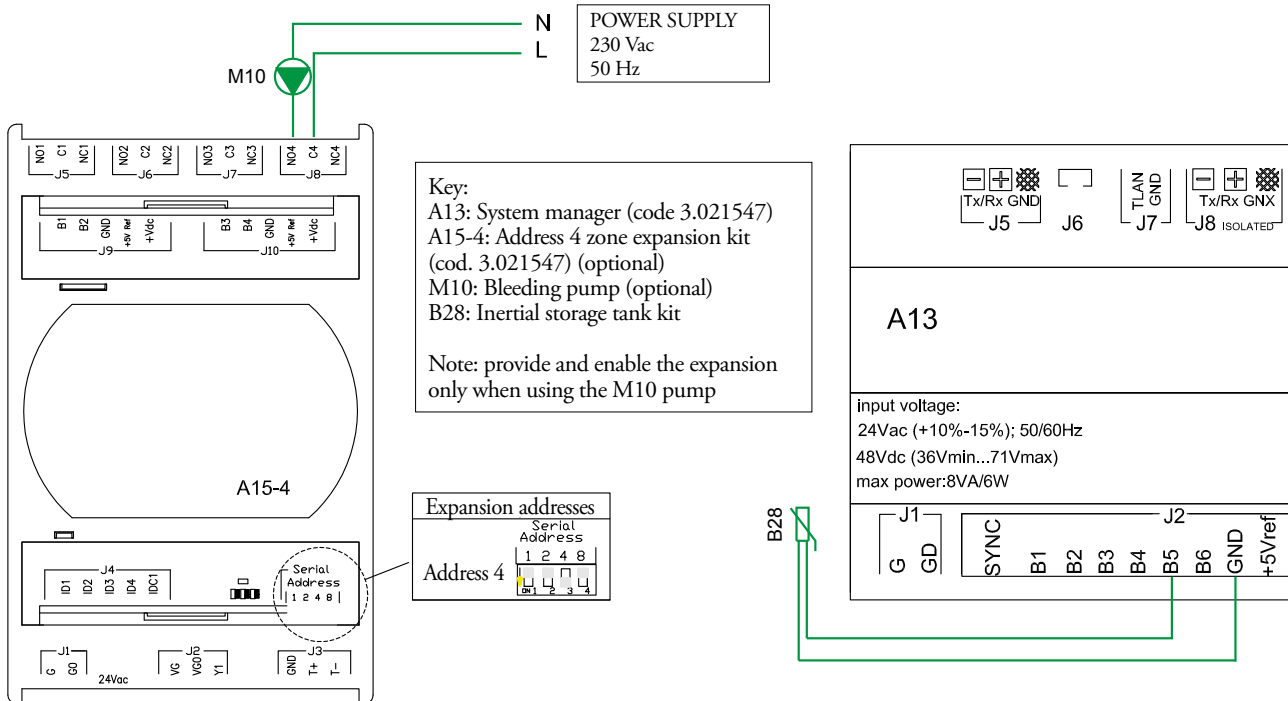 N
L
POWER SUPPLY
230 Vac
50 Hz
M10
NO1 C1 NC1 NO2 C2 NC2 NO3 C3 NC3 NO4 C4 NC4
J5 J6 J7 J8
B1 B2 GND +5V Ref +Vdc B3 B4 GND +5V Ref +Vdc
J9 J10
A15-4
J4
ID1 ID2 ID3 ID4 IDC1
Serial
Address
1 2 4 8
J1 J2 J3
G G0 VG VG0 Y1 GND T+ T-
24Vac
Key:
A13: System manager (code 3.021547)
A15-4: Address 4 zone expansion kit
(cod. 3.021547) (optional)
M10: Bleeding pump (optional)
B28: Inertial storage tank kit
Note: provide and enable the expansion
only when using the M10 pump
Expansion addresses
Serial
Address
1 2 4 8
Address 4
ON 1 2 3 4
- +
Tx/Rx GND
J5
J6
TLAN
GND
J7
- +
Tx/Rx GNX
J8 ISOLATED
A13
input voltage:
24Vac (+10%-15%); 50/60Hz
48Vdc (36Vmin...71Vmax)
max power:8VA/6W
B28
J1
G GD
J2
SYNC B1 B2 B3 B4 B5 B6 GND +5Vref